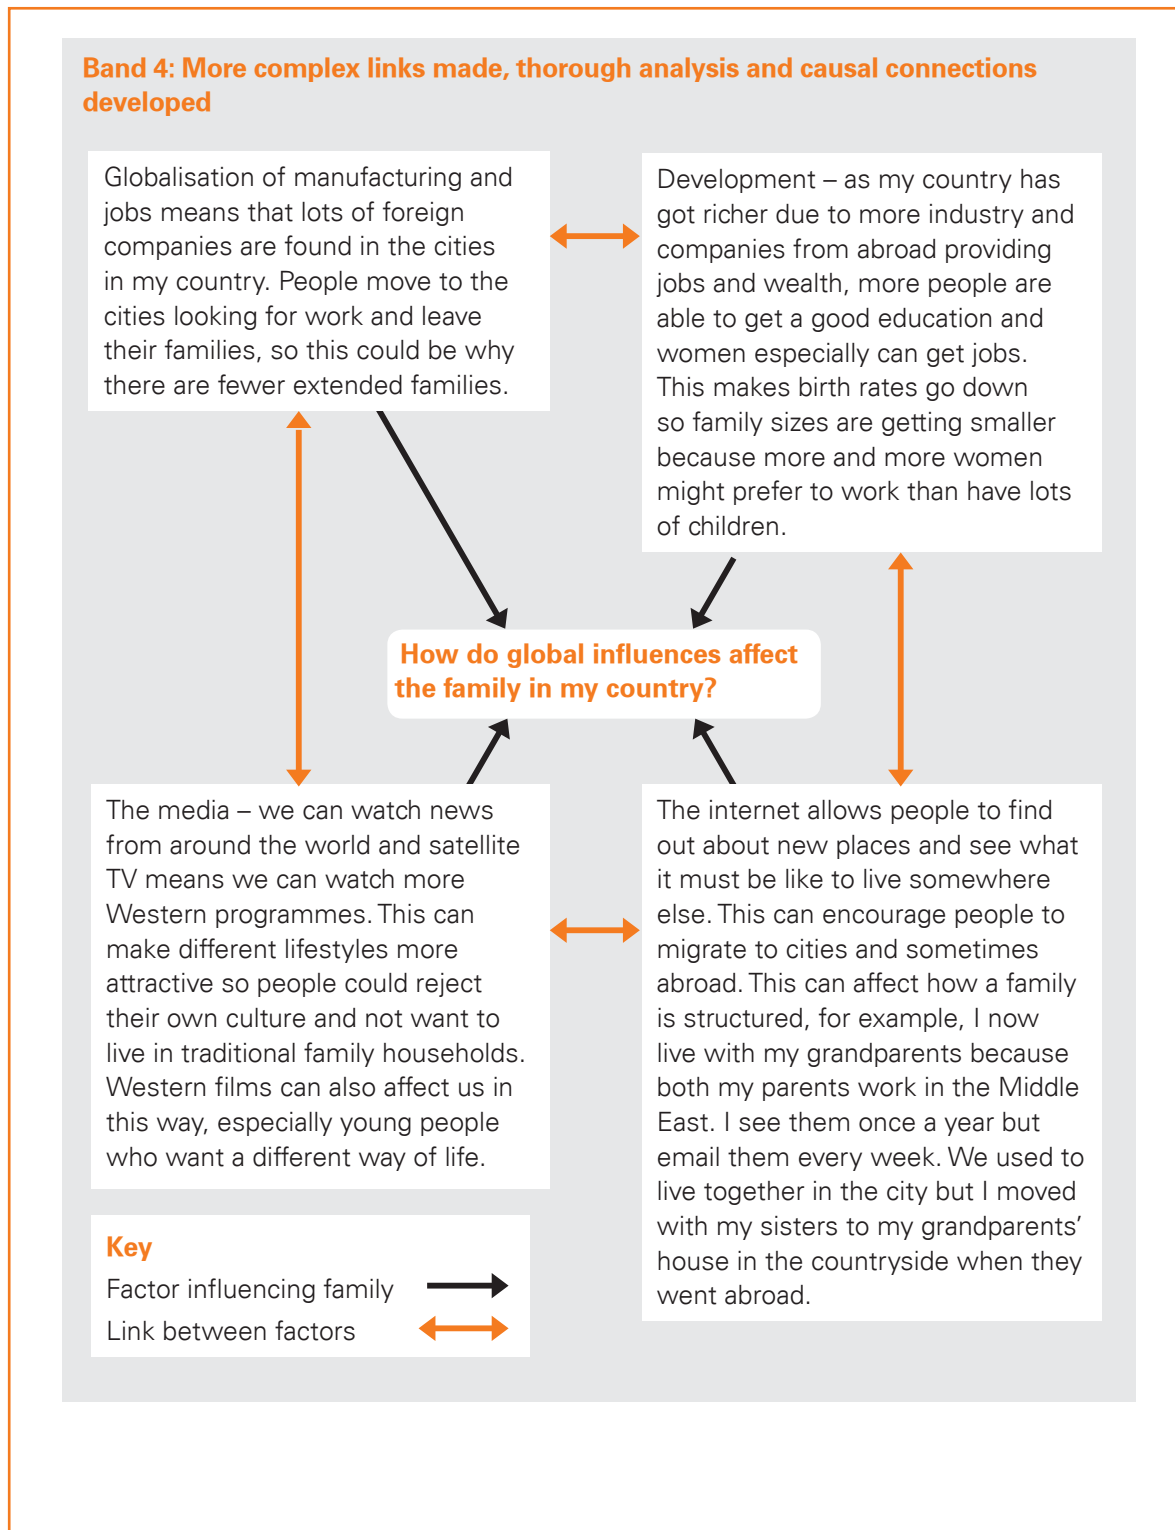 Band 4: More complex links made, thorough analysis and causal connections
developed
Globalisation of manufacturing and
jobs means that lots of foreign
companies are found in the cities
in my country. People move to the
cities looking for work and leave
their families, so this could be why
there are fewer extended families.
Development – as my country has
got richer due to more industry and
companies from abroad providing
jobs and wealth, more people are
able to get a good education and
women especially can get jobs.
This makes birth rates go down
so family sizes are getting smaller
because more and more women
might prefer to work than have lots
of children.
How do global influences affect
the family in my country?
The media – we can watch news
from around the world and satellite
TV means we can watch more
Western programmes. This can
make different lifestyles more
attractive so people could reject
their own culture and not want to
live in traditional family households.
Western films can also affect us in
this way, especially young people
who want a different way of life.
The internet allows people to find
out about new places and see what
it must be like to live somewhere
else. This can encourage people to
migrate to cities and sometimes
abroad. This can affect how a family
is structured, for example, I now
live with my grandparents because
both my parents work in the Middle
East. I see them once a year but
email them every week. We used to
live together in the city but I moved
with my sisters to my grandparents’
house in the countryside when they
went abroad.
Key
Factor influencing family
Link between factors